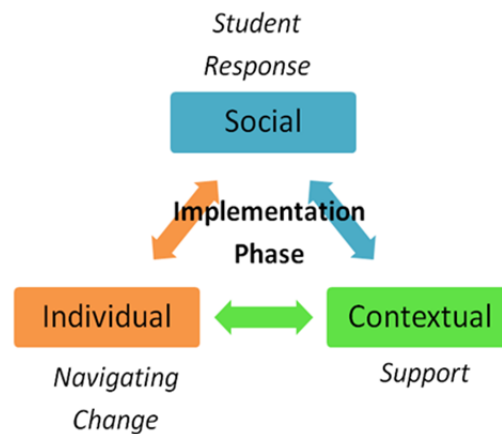 Student
Response
Social
Implementation
Phase
Individual
Contextual
Navigating
Change
Support